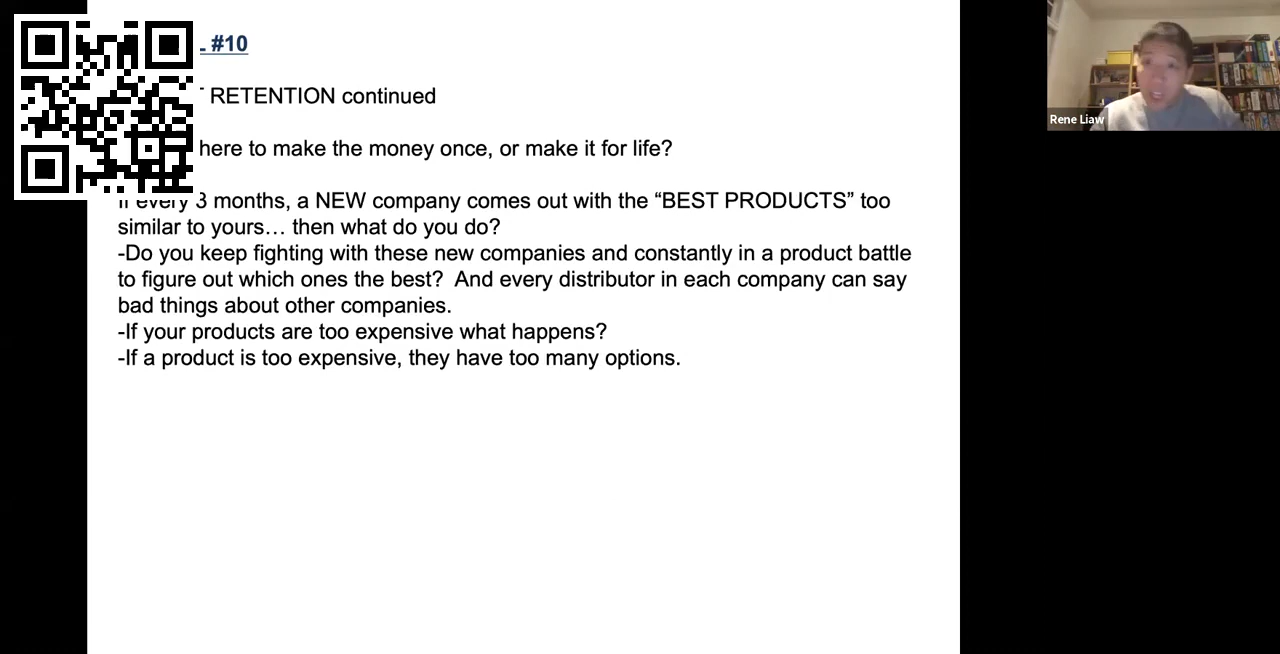 #10
RETENTION continued
here to make the money once, or make it for life?
If every 3 months, a NEW company comes out with the “BEST PRODUCTS” too
similar to yours… then what do you do?
-Do you keep fighting with these new companies and constantly in a product battle
to figure out which ones the best?  And every distributor in each company can say
bad things about other companies.
-If your products are too expensive what happens?
-If a product is too expensive, they have too many options.
Rene Liaw